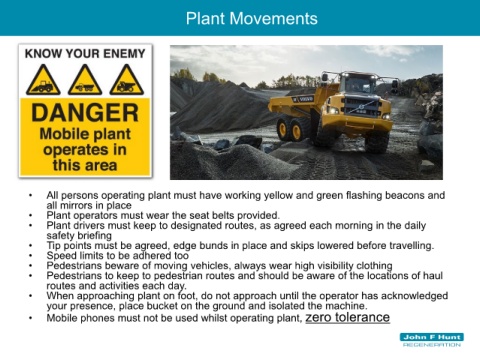 Plant Movements
KNOW YOUR ENEMY
DANGER
Mobile plant
operates in
this area
VOLVO
• All persons operating plant must have working yellow and green flashing beacons and
all mirrors in place
• Plant operators must wear the seat belts provided.
• Plant drivers must keep to designated routes, as agreed each morning in the daily
safety briefing
• Tip points must be agreed, edge bunds in place and skips lowered before travelling.
• Speed limits to be adhered too
• Pedestrians beware of moving vehicles, always wear high visibility clothing
• Pedestrians to keep to pedestrian routes and should be aware of the locations of haul
routes and activities each day.
• When approaching plant on foot, do not approach until the operator has acknowledged
your presence, place bucket on the ground and isolated the machine.
• Mobile phones must not be used whilst operating plant, zero tolerance
John F Hunt
REGENERATION